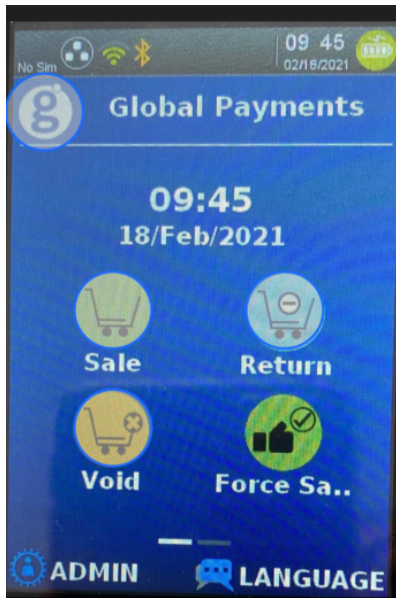 No Sim
09 45
02/18/2021
g
Global Payments
09:45
18/Feb/2021
Sale
Return
Void
Force Sa..
ADMIN
LANGUAGE